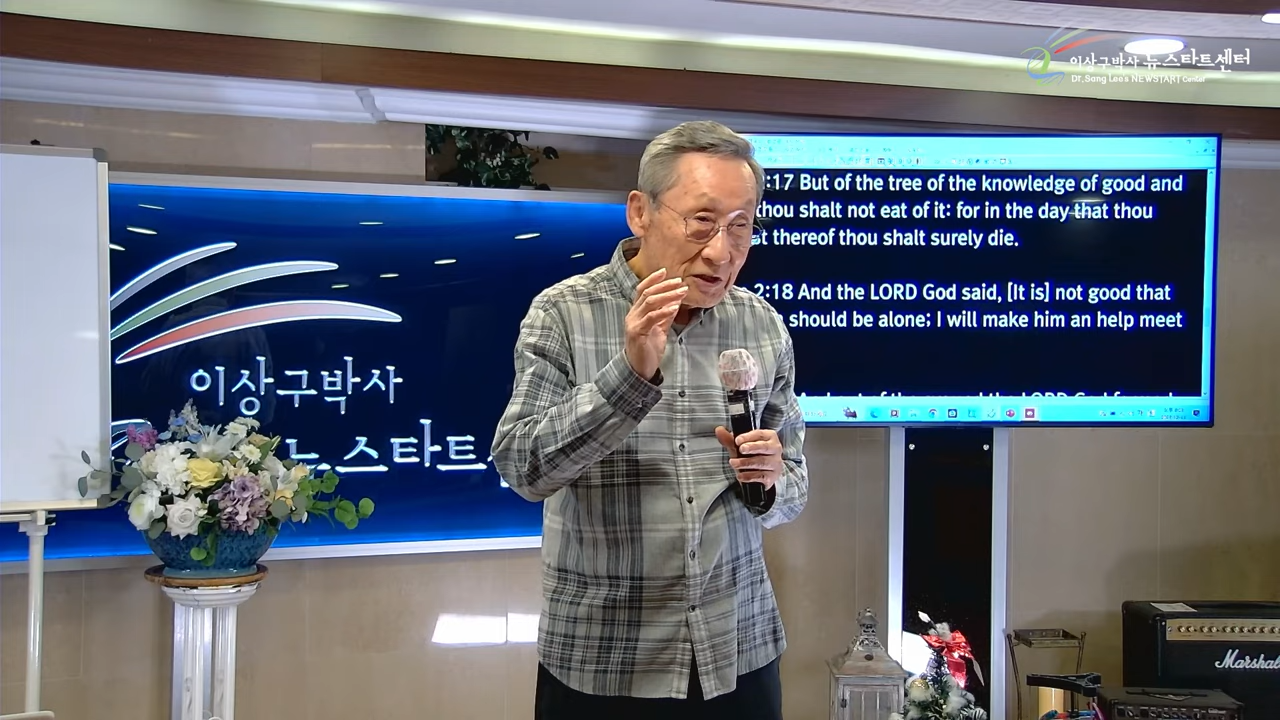 이상구박사 뉴스타트센터
Dr. Sang Lee's NEWSTART Center
:17 But of the tree of the knowledge of good and
thou shalt not eat of it: for in the day that thou
thereof thou shalt surely die.
2:18 And the LORD God said, [It is] not good that
should be alone; I will make him an help meet
이상구박사
뉴스타트
Marshal